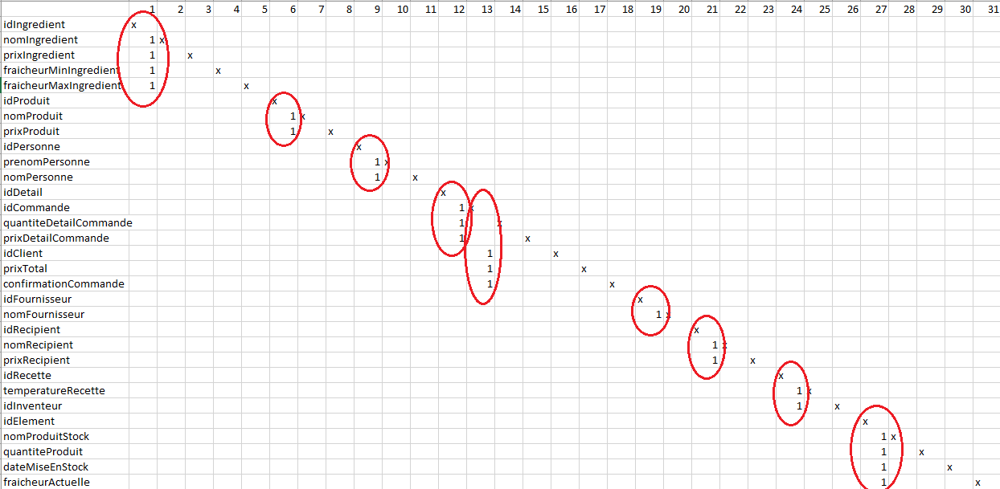 1 2 3 4 5 6 7 8 9 10 11 12 13 14 15 16 17 18 19 20 21 22 23 24 25 26 27 28 29 30 31
idIngredient x
nomIngredient 1 x
prixIngredient 1 x
fraicheurMinIngredient 1 x
fraicheurMaxIngredient 1 x
idProduit x
nomProduit 1 x
prixProduit 1 x
idPersonne x
prenomPersonne 1 x
nomPersonne 1 x
idDetail x
idCommande 1 x
quantiteDetailCommande 1 x
prixDetailCommande 1 x
idClient 1 x
prixTotal 1 x
confirmationCommande 1 x
idFournisseur x
nomFournisseur 1 x
idRecipient x
nomRecipient 1 x
prixRecipient 1 x
idRecette x
temperatureRecette 1 x
idInventeur 1 x
idElement x
nomProduitStock 1 x
quantiteProduit 1 x
dateMiseEnStock 1 x
fraicheurActuelle 1 x